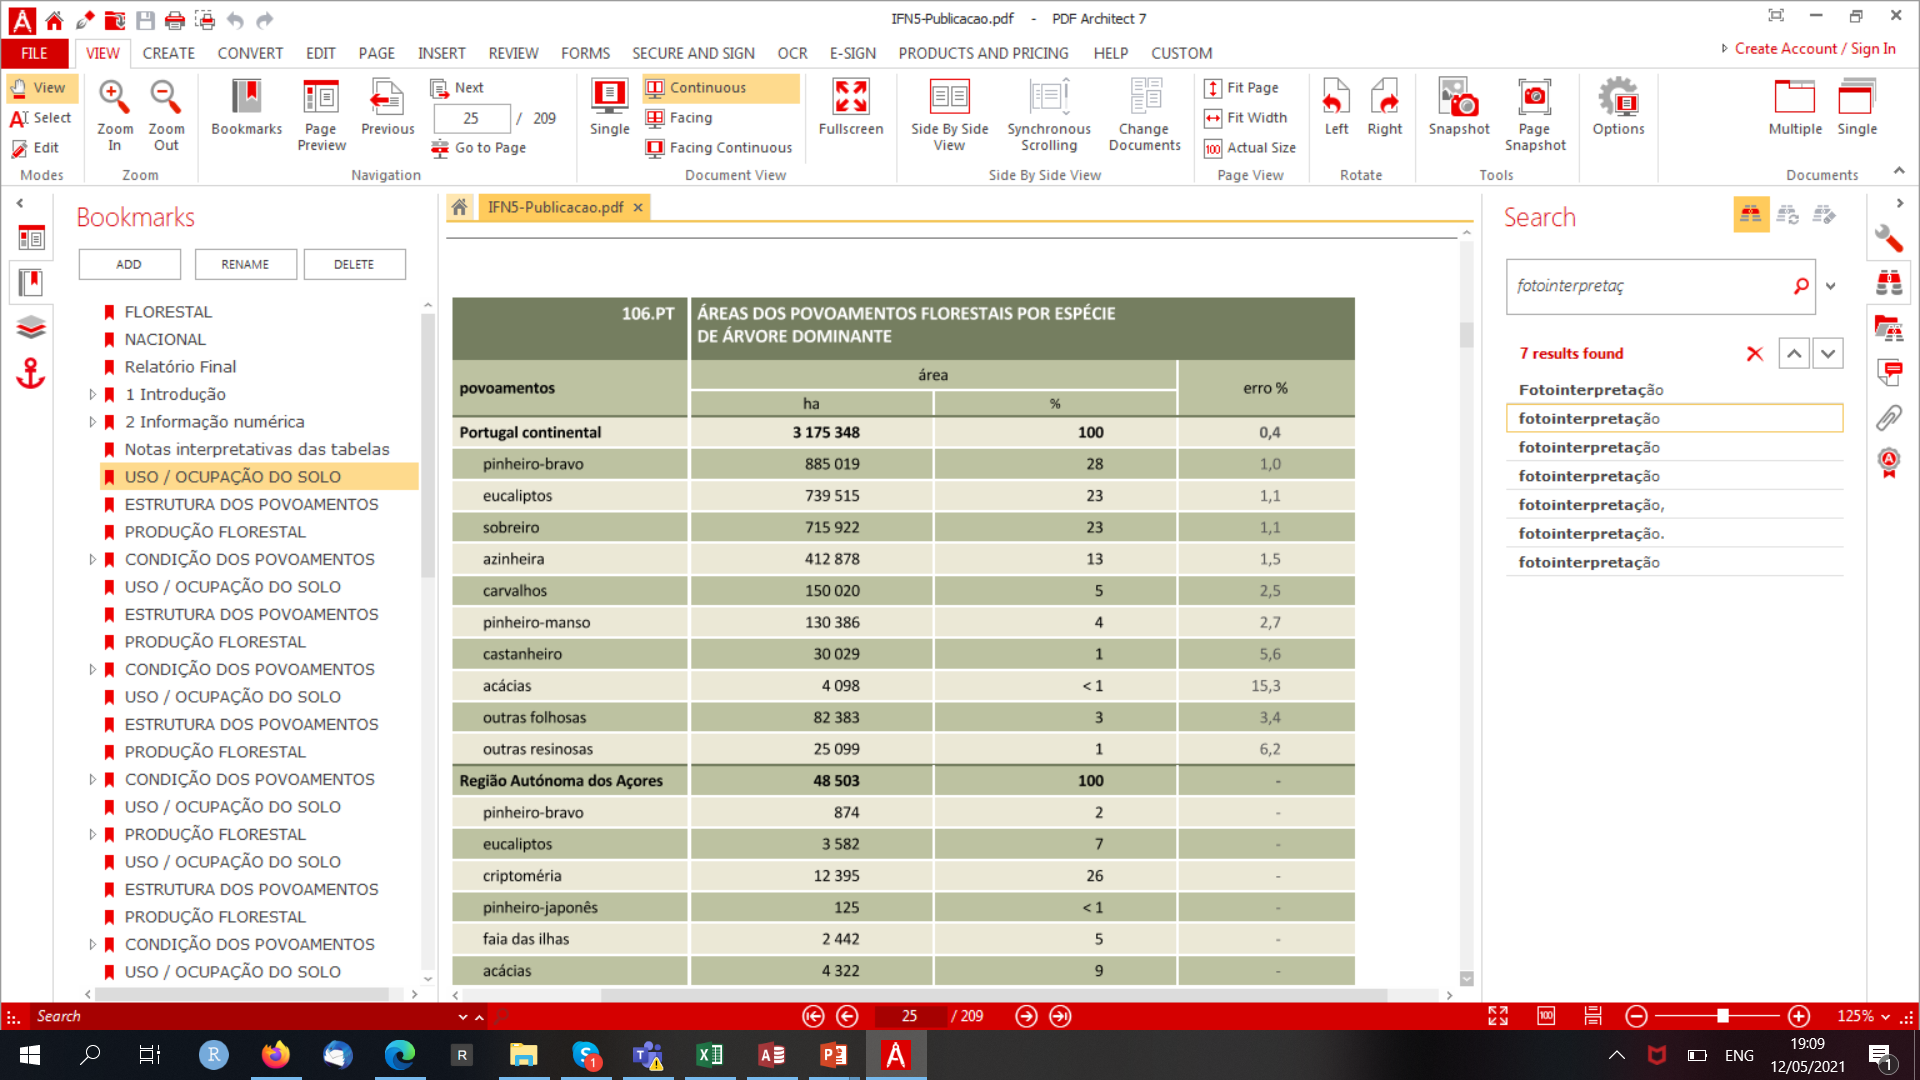 IFN5-Publicacao.pdf - PDF Architect 7
FILE VIEW CREATE CONVERT EDIT PAGE INSERT REVIEW FORMS SECURE AND SIGN OCR E-SIGN PRODUCTS AND PRICING HELP CUSTOM
Create Account / Sign In
View
Select
Edit
Modes
Zoom In
Zoom Out
Zoom
Bookmarks
Page Preview
Previous
Next
25 / 209
Go to Page
Navigation
Single
Continuous
Facing
Facing Continuous
Document View
Fullscreen
Side By Side View
Synchronous Scrolling
Change Documents
Side By Side View
Fit Page
Fit Width
100 Actual Size
Page View
Left
Right
Rotate
Snapshot
Page Snapshot
Tools
Options
Multiple
Single
Documents
Bookmarks
ADD RENAME DELETE
FLORESTAL
NACIONAL
Relatório Final
1 Introdução
2 Informação numérica
Notas interpretativas das tabelas
USO / OCUPAÇÃO DO SOLO
ESTRUTURA DOS POVOAMENTOS
PRODUÇÃO FLORESTAL
CONDIÇÃO DOS POVOAMENTOS
USO / OCUPAÇÃO DO SOLO
ESTRUTURA DOS POVOAMENTOS
PRODUÇÃO FLORESTAL
CONDIÇÃO DOS POVOAMENTOS
USO / OCUPAÇÃO DO SOLO
ESTRUTURA DOS POVOAMENTOS
PRODUÇÃO FLORESTAL
CONDIÇÃO DOS POVOAMENTOS
USO / OCUPAÇÃO DO SOLO
PRODUÇÃO FLORESTAL
USO / OCUPAÇÃO DO SOLO
ESTRUTURA DOS POVOAMENTOS
PRODUÇÃO FLORESTAL
CONDIÇÃO DOS POVOAMENTOS
USO / OCUPAÇÃO DO SOLO
IFN5-Publicacao.pdf
106.PT ÁREAS DOS POVOAMENTOS FLORESTAIS POR ESPÉCIE
DE ÁRVORE DOMINANTE
povoamentos área erro %
ha %
Portugal continental 3 175 348 100 0,4
pinheiro-bravo 885 019 28 1,0
eucaliptos 739 515 23 1,1
sobreiro 715 922 23 1,1
azinheira 412 878 13 1,5
carvalhos 150 020 5 2,5
pinheiro-manso 130 386 4 2,7
castanheiro 30 029 1 5,6
acácias 4 098 < 1 15,3
outras folhosas 82 383 3 3,4
outras resinosas 25 099 1 6,2
Região Autónoma dos Açores 48 503 100 -
pinheiro-bravo 874 2 -
eucaliptos 3 582 7 -
criptoméria 12 395 26 -
pinheiro-japonês 125 < 1 -
faia das ilhas 2 442 5 -
acácias 4 322 9 -
Search
fotointerpretaç
7 results found
Fotointerpretação
fotointerpretação
fotointerpretação
fotointerpretação
fotointerpretação,
fotointerpretação.
fotointerpretação
Search
25 / 209
100
125%
R
R
1
ENG
19:09
12/05/2021
1